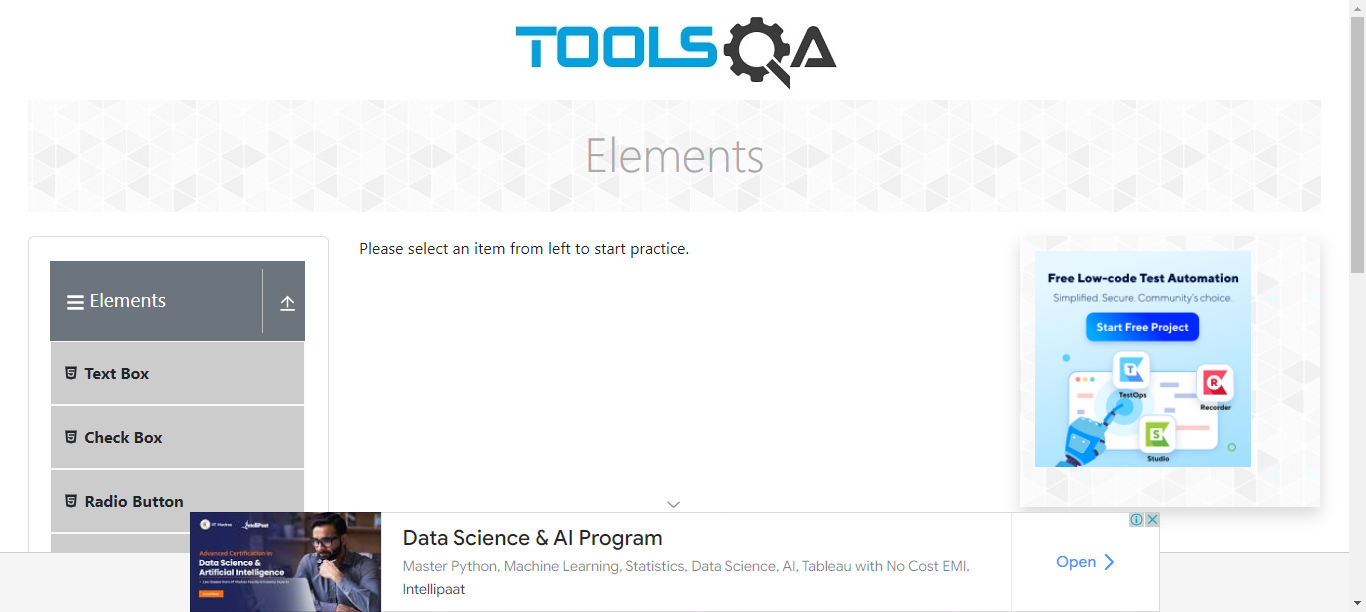 TOOLSQA
Elements
Elements
Text Box
Check Box
Radio Button
Please select an item from left to start practice.
Free Low-code Test Automation
Simplified. Secure. Community's choice.
Start Free Project
TestOps
Recorder
Studio
IIT Madras intelliPaat
Advanced Certification in
Data Science &
Artificial Intelligence
Data Science & AI Program
Master Python, Machine Learning, Statistics, Data Science, AI, Tableau with No Cost EMI.
Intellipaat
Open